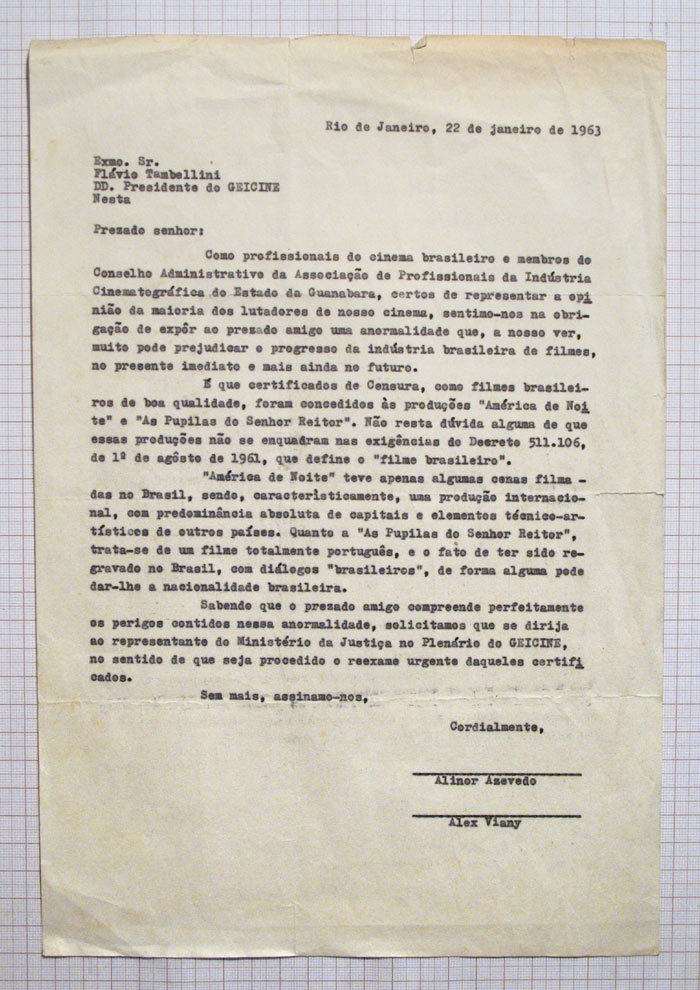 Rio de Janeiro, 22 de janeiro de 1963
Exmo. Sr.
Flávio Tambellini
DD. Presidente do GEICINE
Nesta
Prezado senhor:
Como profissionais do cinema brasileiro e membros do
Conselho Administrativo da Associação de Profissionais da Indústria
Cinematográfica do Estado da Guanabara, certos de representar a opi
nião da maioria dos lutadores de nosso cinema, sentimo-nos na obri-
gação de expôr ao prezado amigo uma anormalidade que, a nosso ver,
muito pode prejudicar o progresso da indústria brasileira de filmes,
no presente imediato e mais ainda no futuro.
É que certificados de Censura, como filmes brasilei-
ros de boa qualidade, foram concedidos às produções "América de Noi
te" e "As Pupilas do Senhor Reitor". Não resta dúvida alguma de que
essas produções não se enquadram nas exigências do Decreto 511.106,
de 1º de agôsto de 1961, que define o "filme brasileiro".
"América de Noite" teve apenas algumas cenas filma -
das no Brasil, sendo, caracterìsticamente, uma produção internacio-
nal, com predominância absoluta de capitais e elementos técnico-ar-
tísticos de outros países. Quanto a "As Pupilas do Senhor Reitor",
trata-se de um filme totalmente português, e o fato de ter sido re-
gravado no Brasil, com diálogos "brasileiros", de forma alguma pode
dar-lhe a nacionalidade brasileira.
Sabendo que o prezado amigo compreende perfeitamente
os perigos contidos nessa anormalidade, solicitamos que se dirija
ao representante do Ministério da Justiça no Plenário do GEICINE,
no sentido de que seja procedido o reexame urgente daqueles certifi
cados.
Sem mais, assinamo-nos,
Cordialmente,
Alinor Azevedo
Alex Viany